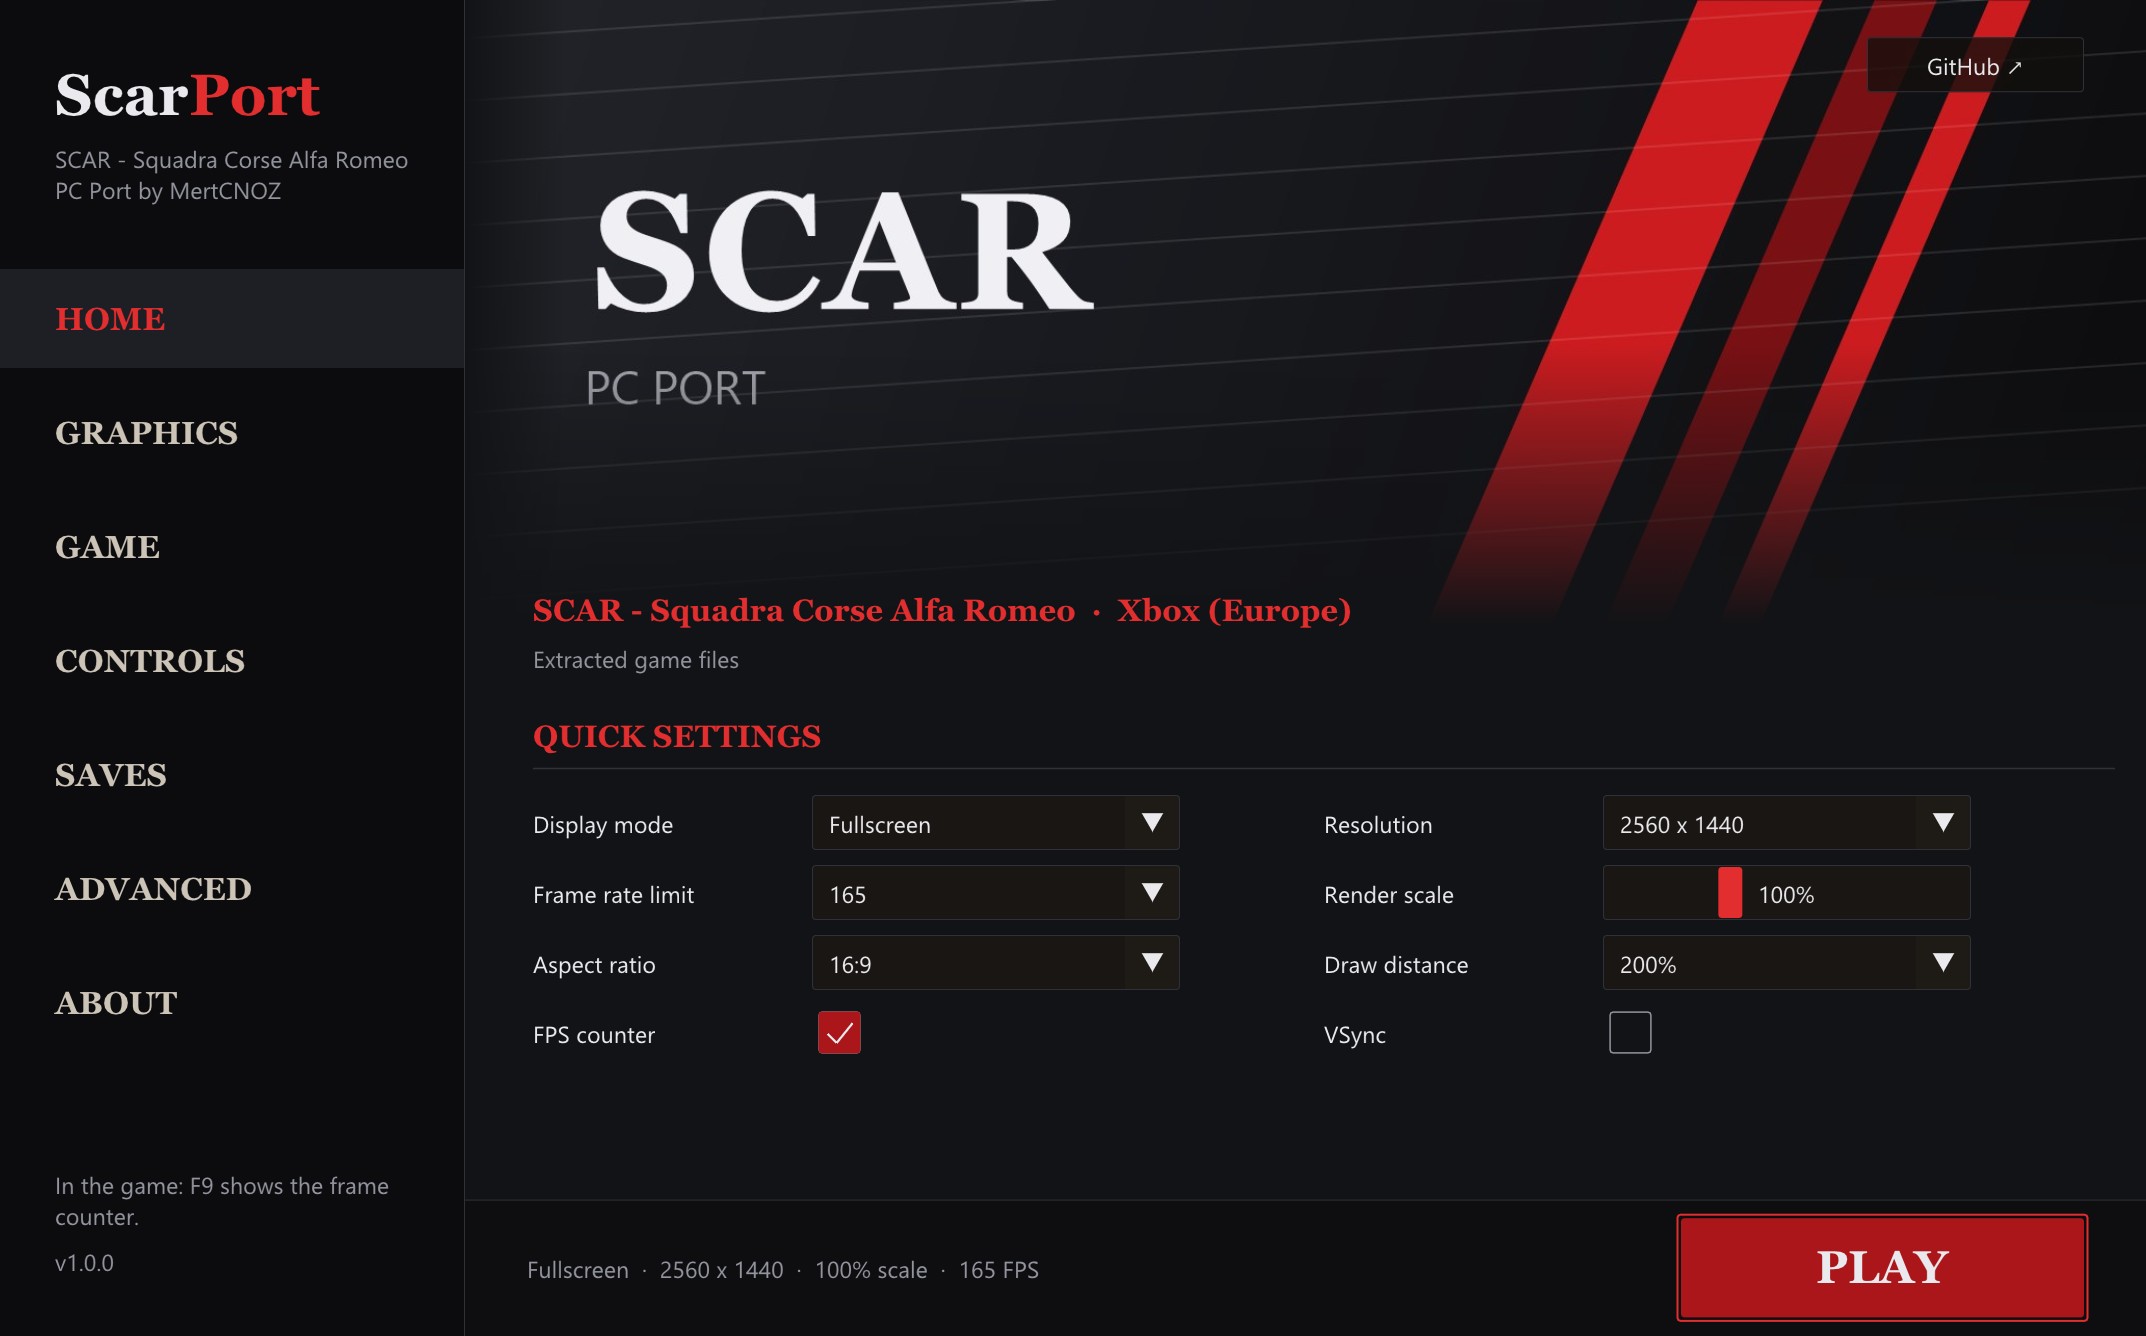 ScarPort
SCAR - Squadra Corse Alfa Romeo
PC Port by MertCNOZ
HOME
GRAPHICS
GAME
CONTROLS
SAVES
ADVANCED
ABOUT
In the game: F9 shows the frame
counter.
v1.0.0
GitHub ↗
SCAR
PC PORT
SCAR - Squadra Corse Alfa Romeo · Xbox (Europe)
Extracted game files
QUICK SETTINGS
Display mode Fullscreen ▼ Resolution 2560 x 1440 ▼
Frame rate limit 165 ▼ Render scale 100%
Aspect ratio 16:9 ▼ Draw distance 200% ▼
FPS counter VSync
Fullscreen · 2560 x 1440 · 100% scale · 165 FPS
PLAY